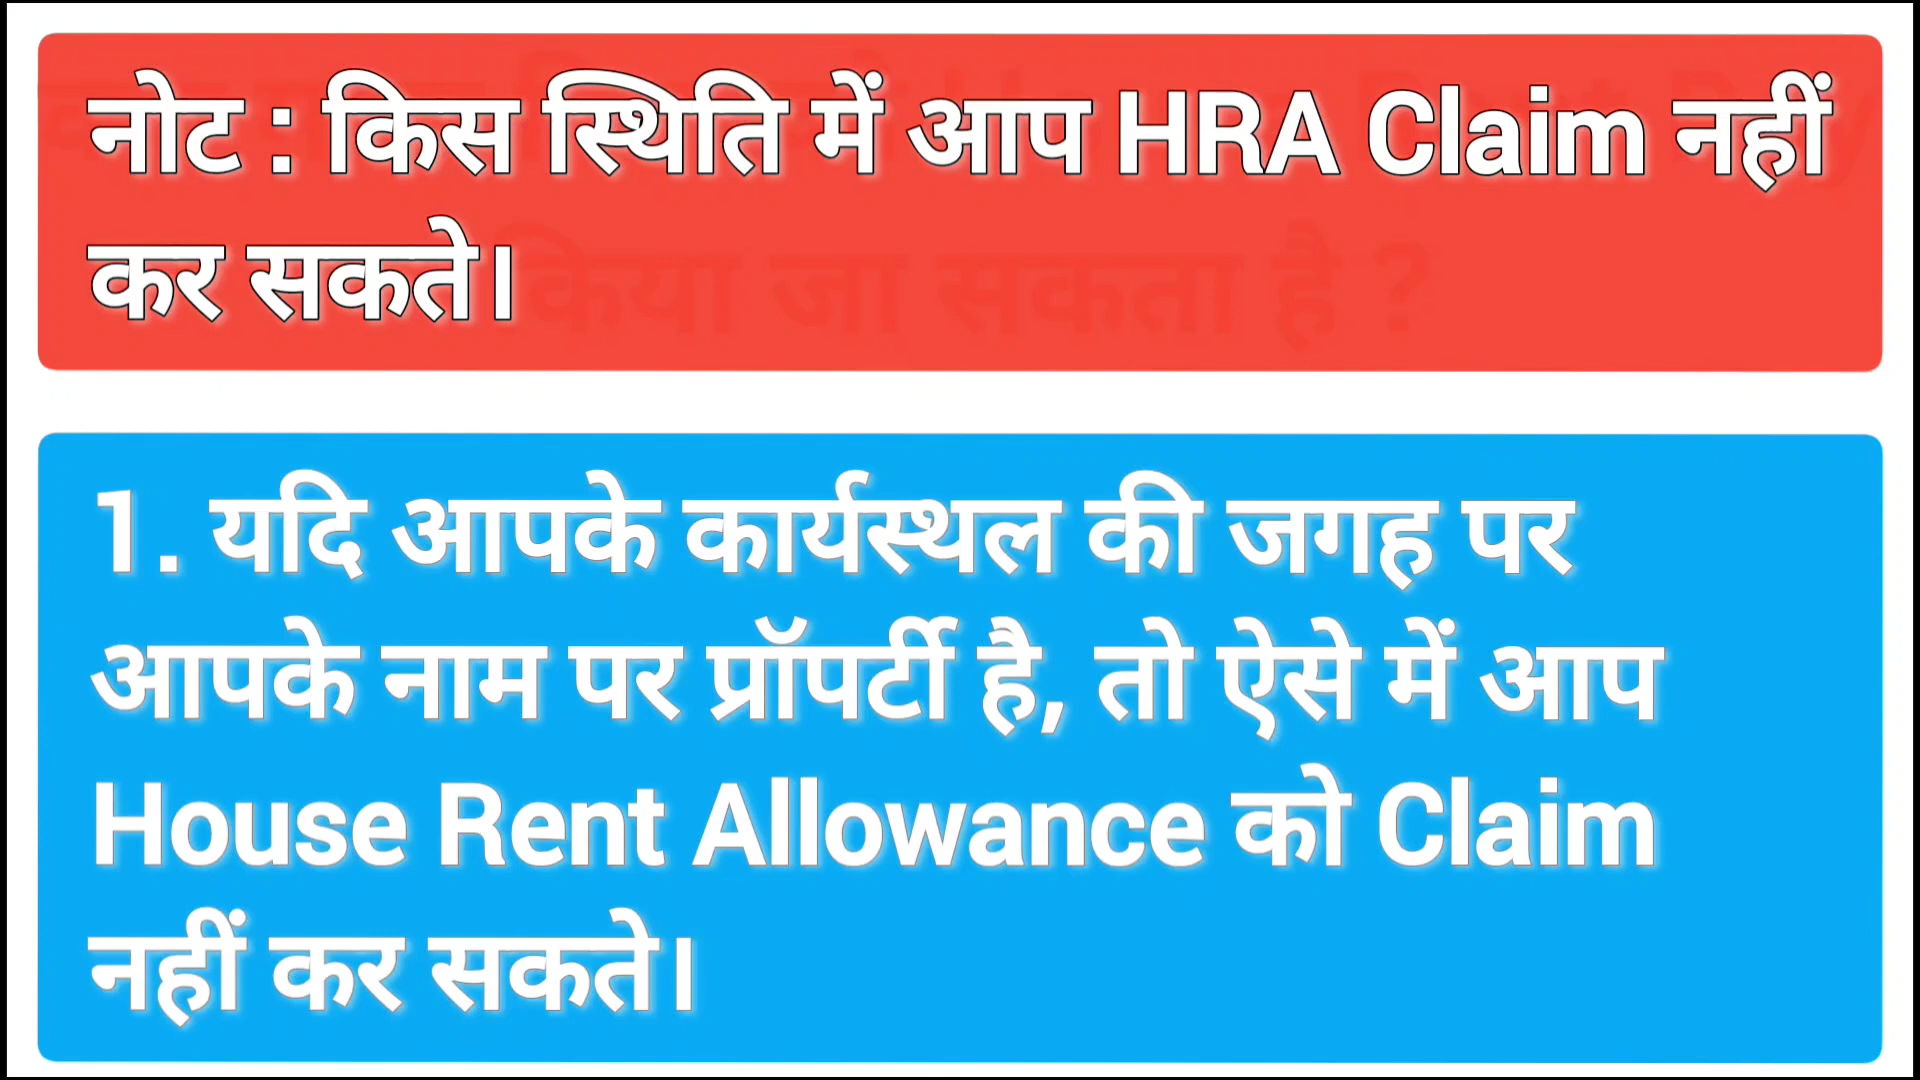 नोट : किस स्थिति में आप HRA Claim नहीं
कर सकते।
1. यदि आपके कार्यस्थल की जगह पर
आपके नाम पर प्रॉपर्टी है, तो ऐसे में आप
House Rent Allowance को Claim
नहीं कर सकते।